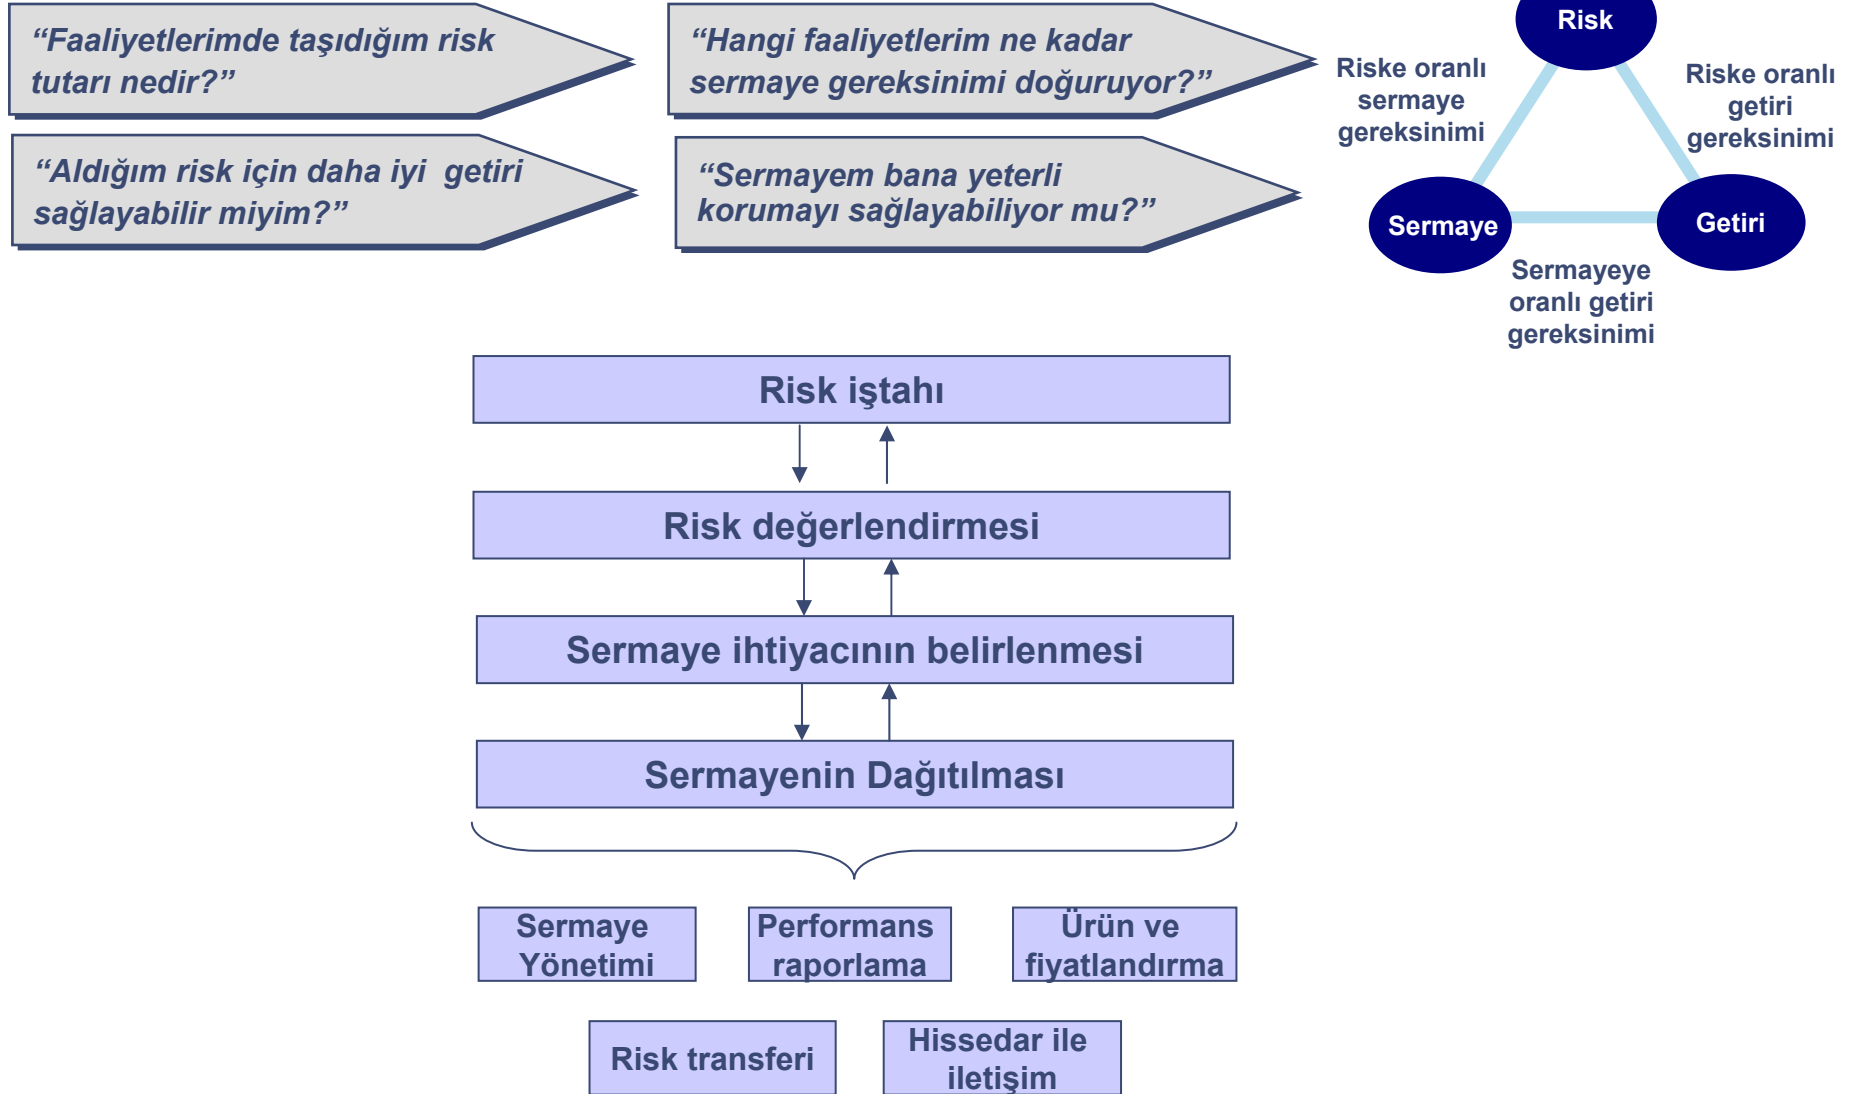 “Faaliyetlerimde taşıdığım risk
tutarı nedir?”
“Hangi faaliyetlerim ne kadar
sermaye gereksinimi doğuruyor?”
“Aldığım risk için daha iyi  getiri
sağlayabilir miyim?”
“Sermayem bana yeterli
korumayı sağlayabiliyor mu?”
Risk
Riske oranlı
sermaye
gereksinimi
Riske oranlı
getiri
gereksinimi
Sermaye
Getiri
Sermayeye
oranlı getiri
gereksinimi
Risk iştahı
Risk değerlendirmesi
Sermaye ihtiyacının belirlenmesi
Sermayenin Dağıtılması
Sermaye
Yönetimi
Performans
raporlama
Ürün ve
fiyatlandırma
Risk transferi
Hissedar ile
iletişim